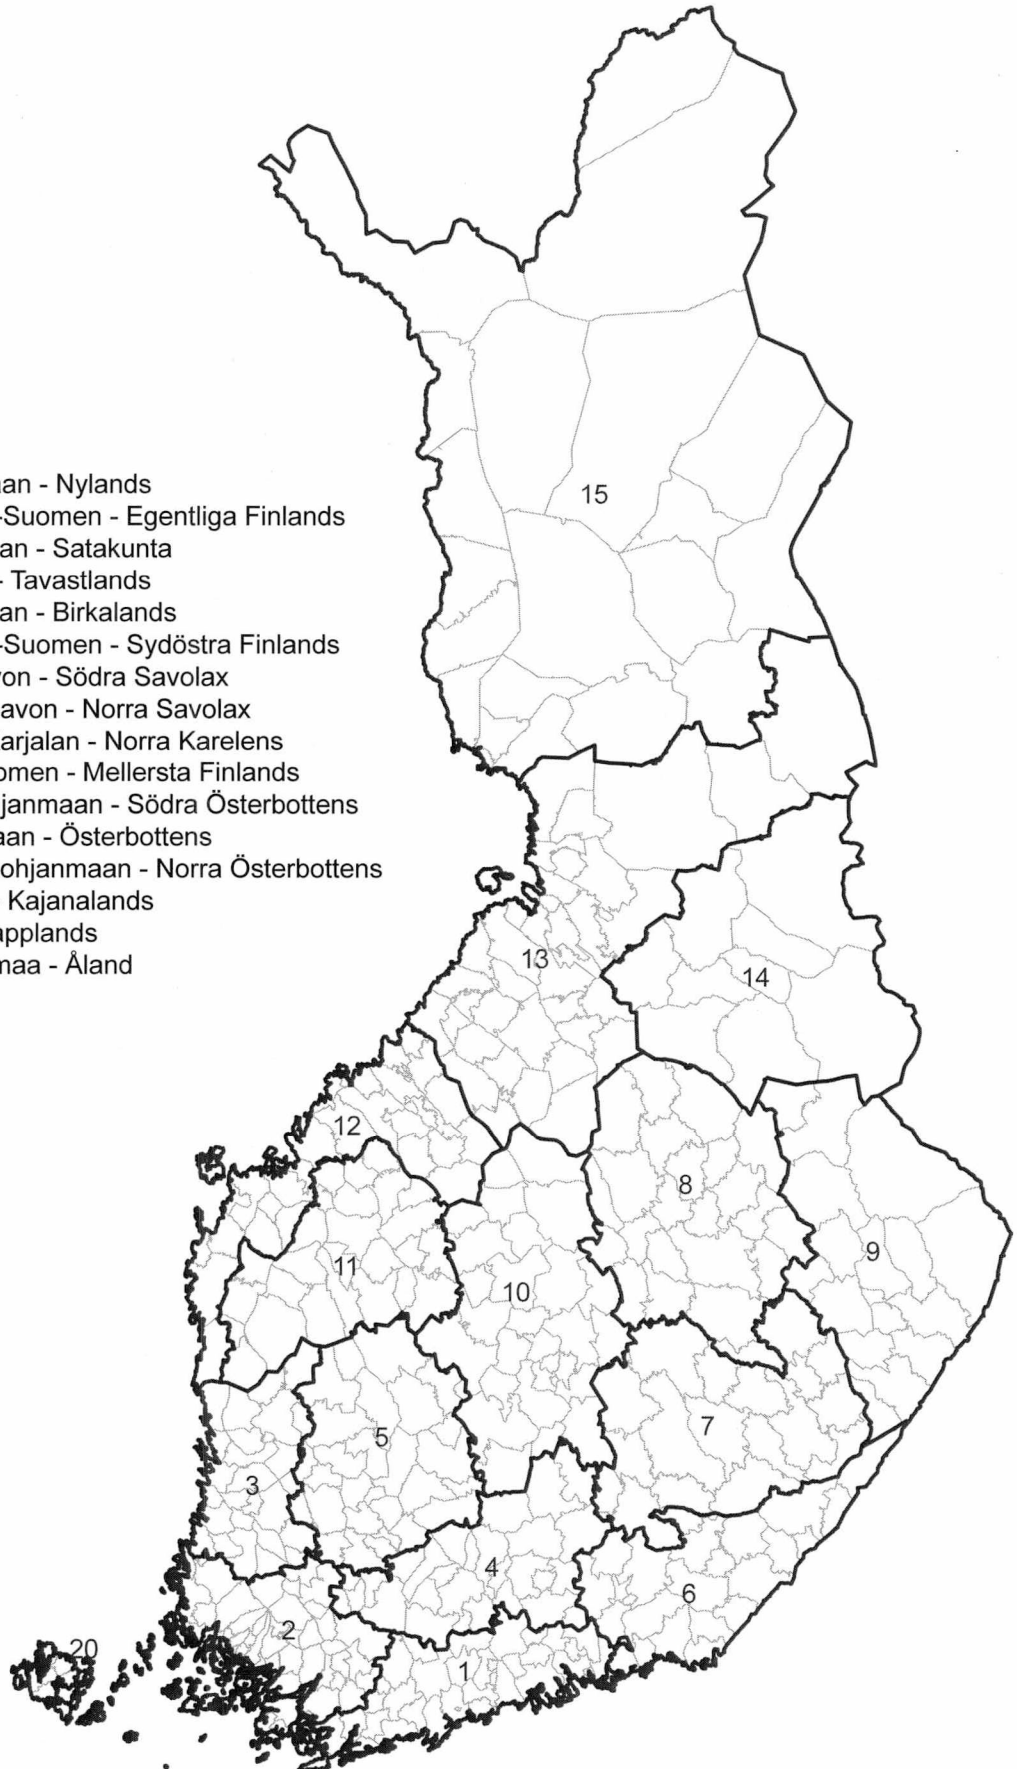 15
aan - Nylands
-Suomen - Egentliga Finlands
an - Satakunta
- Tavastlands
an - Birkalands
-Suomen - Sydöstra Finlands
von - Södra Savolax
avon - Norra Savolax
arjalan - Norra Karelens
omen - Mellersta Finlands
janmaan - Södra Österbottens
aan - Österbottens
ohjanmaan - Norra Österbottens
- Kajanalands
applands
maa - Åland
13
14
12
8
9
11
10
7
5
3
4
6
2
20
1